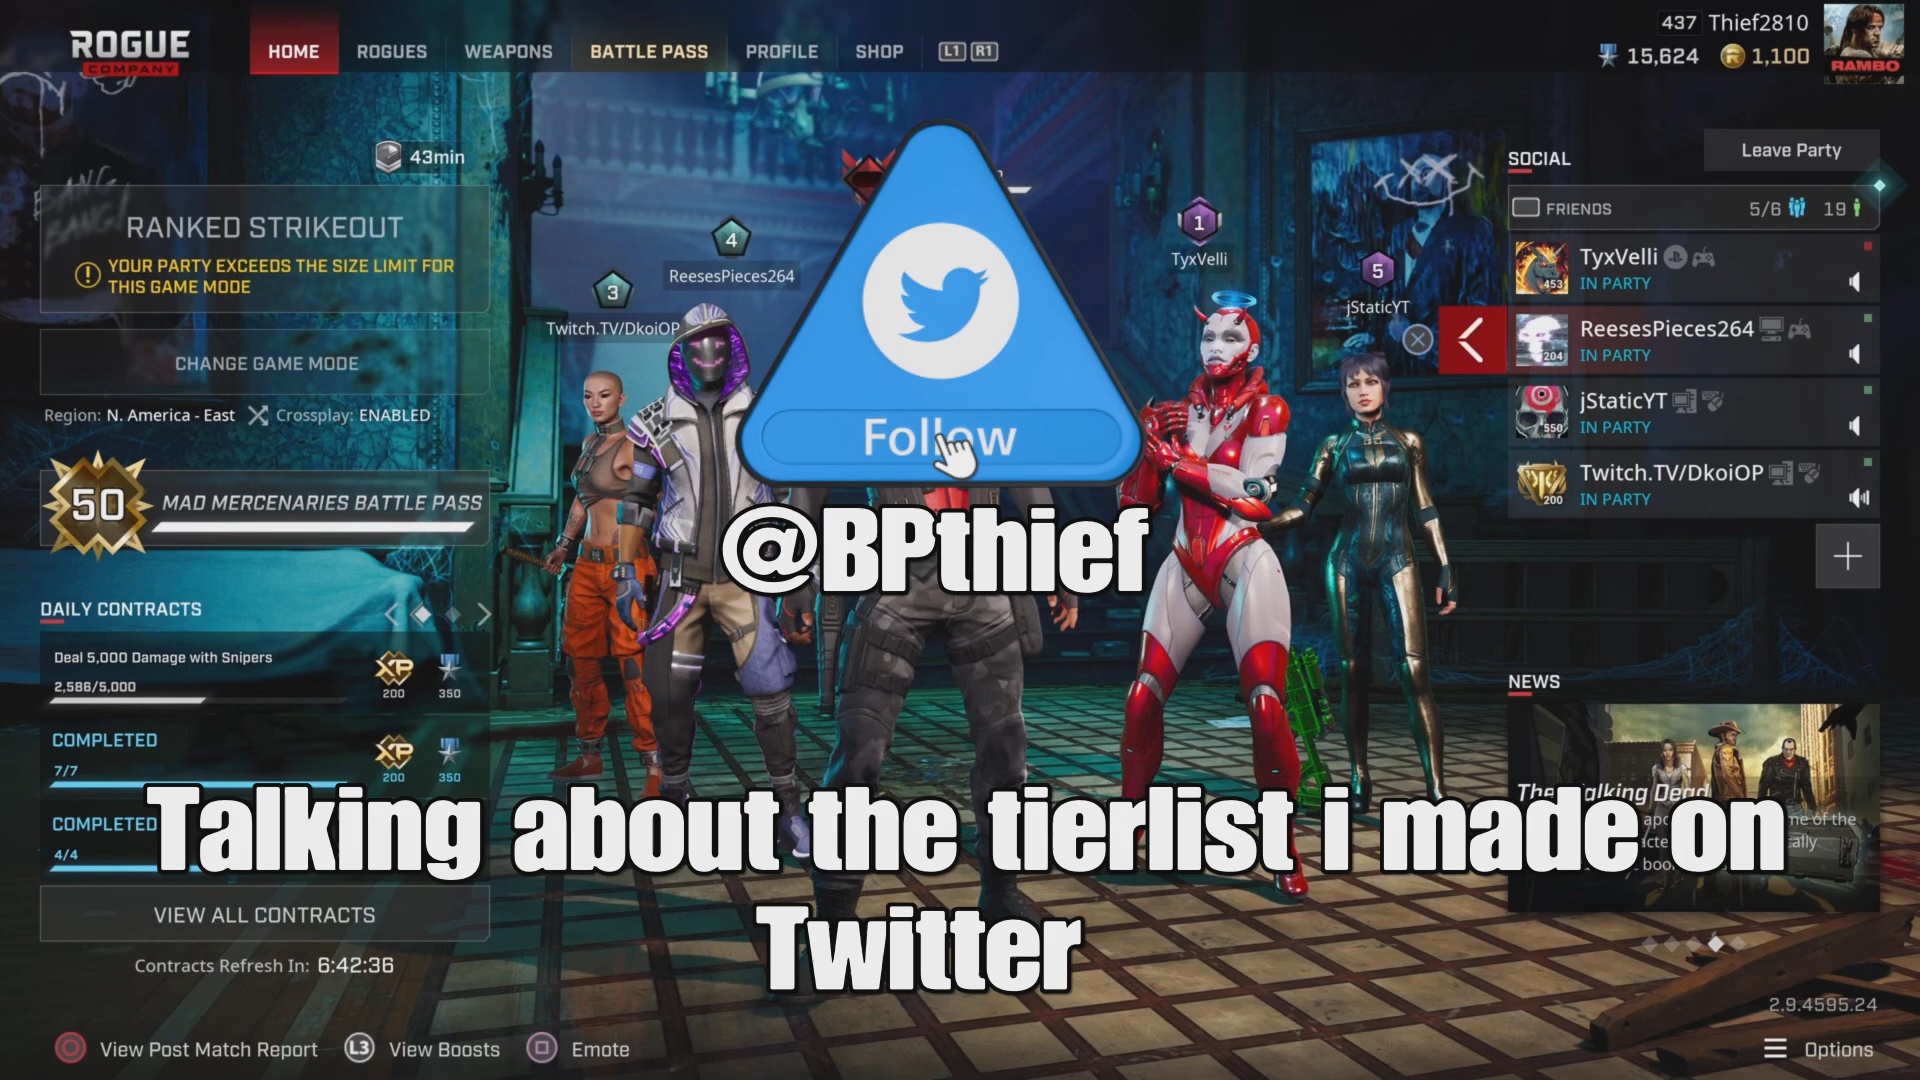 ROGUE
COMPANY
HOME
ROGUES
WEAPONS
BATTLE PASS
PROFILE
SHOP
L1 R1
437 Thief2810
15,624
1,100
RAMBO
43min
RANKED STRIKEOUT
YOUR PARTY EXCEEDS THE SIZE LIMIT FOR
THIS GAME MODE
CHANGE GAME MODE
Region: N. America - East Crossplay: ENABLED
50
MAD MERCENARIES BATTLE PASS
DAILY CONTRACTS
Deal 5,000 Damage with Snipers
2,586/5,000
XP
200
350
COMPLETED
7/7
XP
200
350
COMPLETED
4/4
VIEW ALL CONTRACTS
Contracts Refresh In: 6:42:36
View Post Match Report
L3 View Boosts
Emote
BANG
BANG!
3
Twitch.TV/DkoiOP
4
ReesesPieces264
1
TyxVelli
5
jStaticYT
Follow
@BPthief
Talking about the tierlist i made on
Twitter
SOCIAL
Leave Party
FRIENDS
5/6
19
TyxVelli
453
IN PARTY
ReesesPieces264
204
IN PARTY
jStaticYT
550
IN PARTY
Twitch.TV/DkoiOP
200
IN PARTY
NEWS
2.9.4595.24
Options